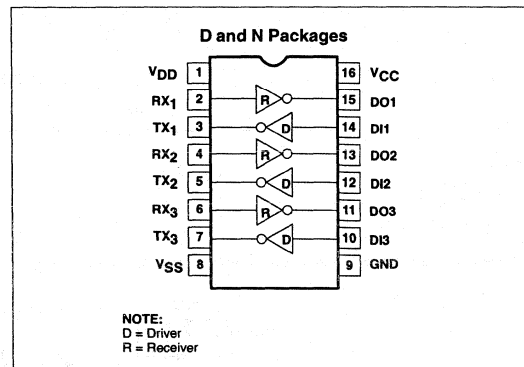 D and N Packages
VDD 1 16 VCC
RX1 2 R 15 DO1
TX1 3 D 14 DI1
RX2 4 R 13 DO2
TX2 5 D 12 DI2
RX3 6 R 11 DO3
TX3 7 D 10 DI3
VSS 8 9 GND
NOTE:
D = Driver
R = Receiver